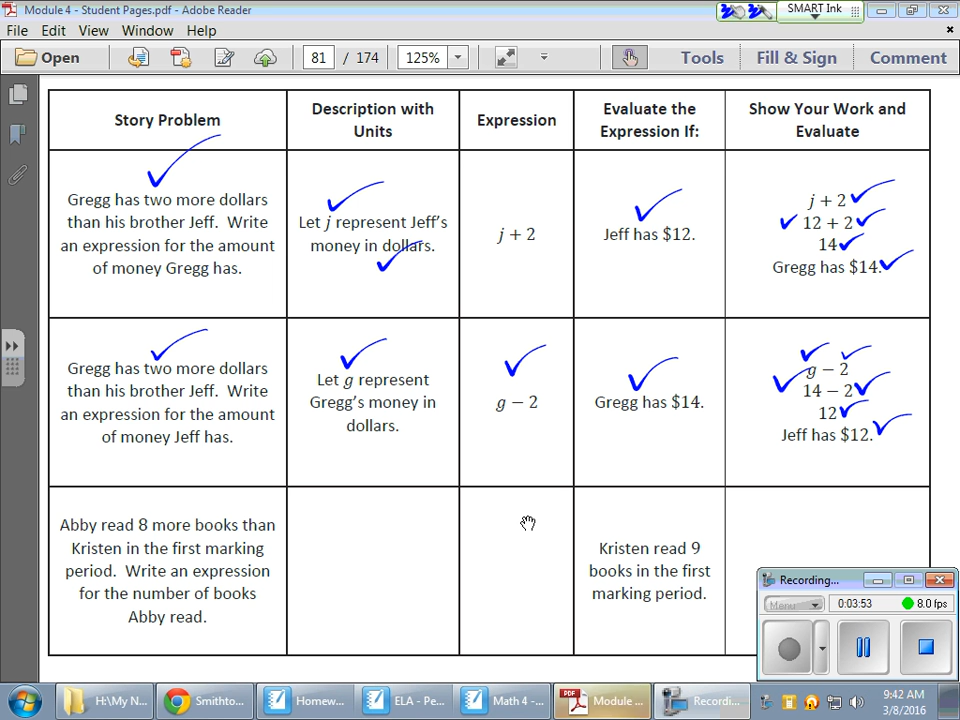 Module 4 - Student Pages.pdf - Adobe Reader
SMART Ink
File Edit View Window Help
Open
81 / 174
125%
Tools
Fill & Sign
Comment
Story Problem
Description with
Units
Expression
Evaluate the
Expression If:
Show Your Work and
Evaluate
Gregg has two more dollars
than his brother Jeff. Write
an expression for the amount
of money Gregg has.
Let j represent Jeff's
money in dollars.
j + 2
Jeff has $12.
j + 2
12 + 2
14
Gregg has $14.
Gregg has two more dollars
than his brother Jeff. Write
an expression for the amount
of money Jeff has.
Let g represent
Gregg's money in
dollars.
g − 2
Gregg has $14.
g − 2
14 − 2
12
Jeff has $12.
Abby read 8 more books than
Kristen in the first marking
period. Write an expression
for the number of books
Abby read.
Kristen read 9
books in the first
marking period.
Recording...
Menu
0:03:53
8.0 fps
H:\My N...
Smithto...
Homew...
ELA - Pe...
Math 4 -...
PDF
Module ...
Recordi...
9:42 AM
3/8/2016